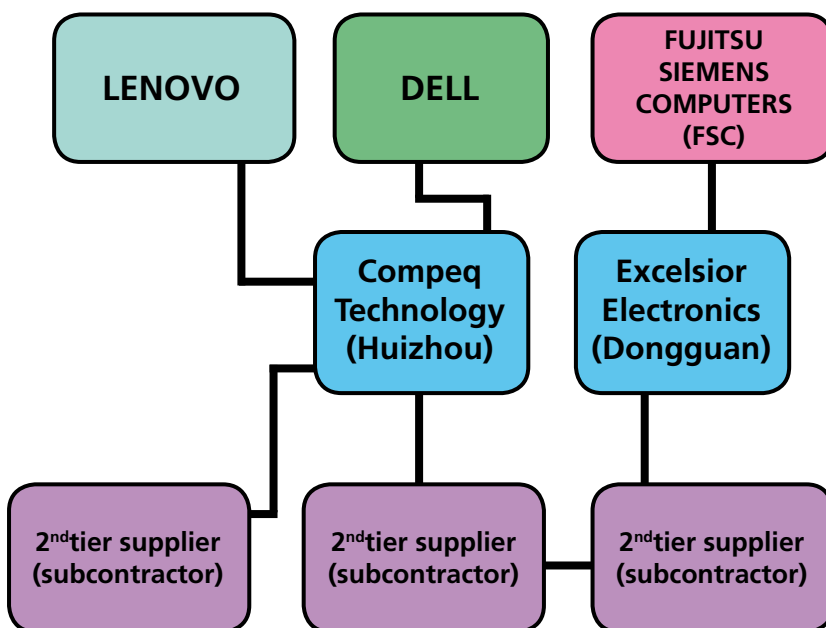 LENOVO
DELL
FUJITSU
SIEMENS
COMPUTERS
(FSC)
Compeq
Technology
(Huizhou)
Excelsior
Electronics
(Dongguan)
2ndtier supplier
(subcontractor)
2ndtier supplier
(subcontractor)
2ndtier supplier
(subcontractor)